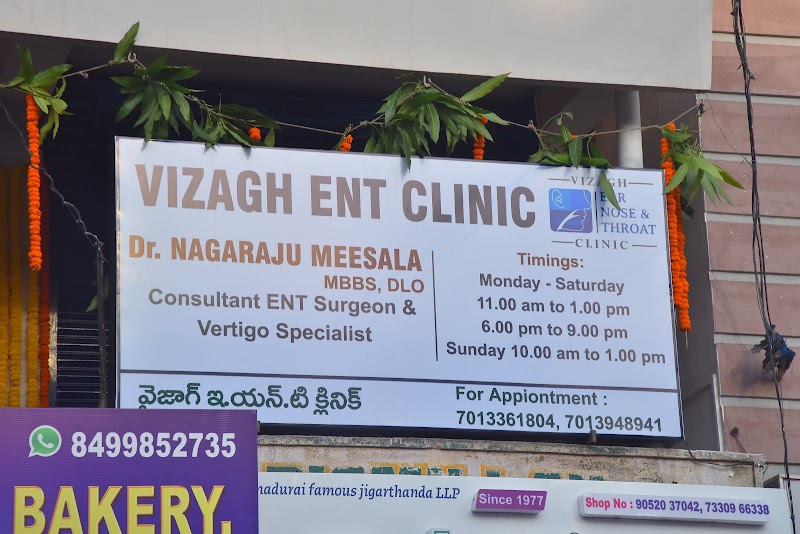 VIZAGH ENT CLINIC
VIZAGH
EAR
NOSE &
THROAT
CLINIC
Dr. NAGARAJU MEESALA
MBBS, DLO
Consultant ENT Surgeon &
Vertigo Specialist
Timings:
Monday - Saturday
11.00 am to 1.00 pm
6.00 pm to 9.00 pm
Sunday 10.00 am to 1.00 pm
వైజాగ్ ఇ.యన్.టి క్లినిక్
For Appiontment :
7013361804, 7013948941
8499852735
BAKERY,
madurai famous jigarthanda LLP
Since 1977
Shop No : 90520 37042, 73309 66338